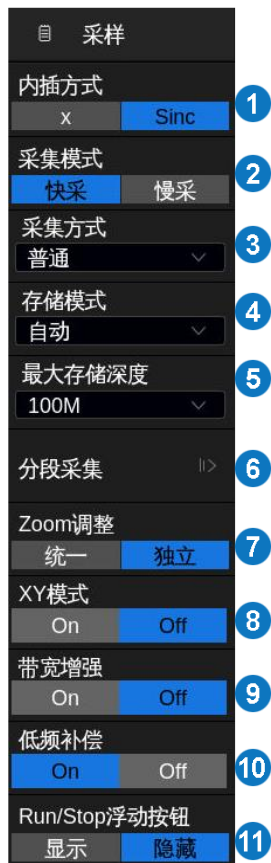 采样
内插方式
x Sinc
1
采集模式
快采 慢采
2
采集方式
普通
3
存储模式
自动
4
最大存储深度
100M
5
分段采集
6
Zoom调整
统一 独立
7
XY模式
On Off
8
带宽增强
On Off
9
低频补偿
On Off
10
Run/Stop浮动按钮
显示 隐藏
11